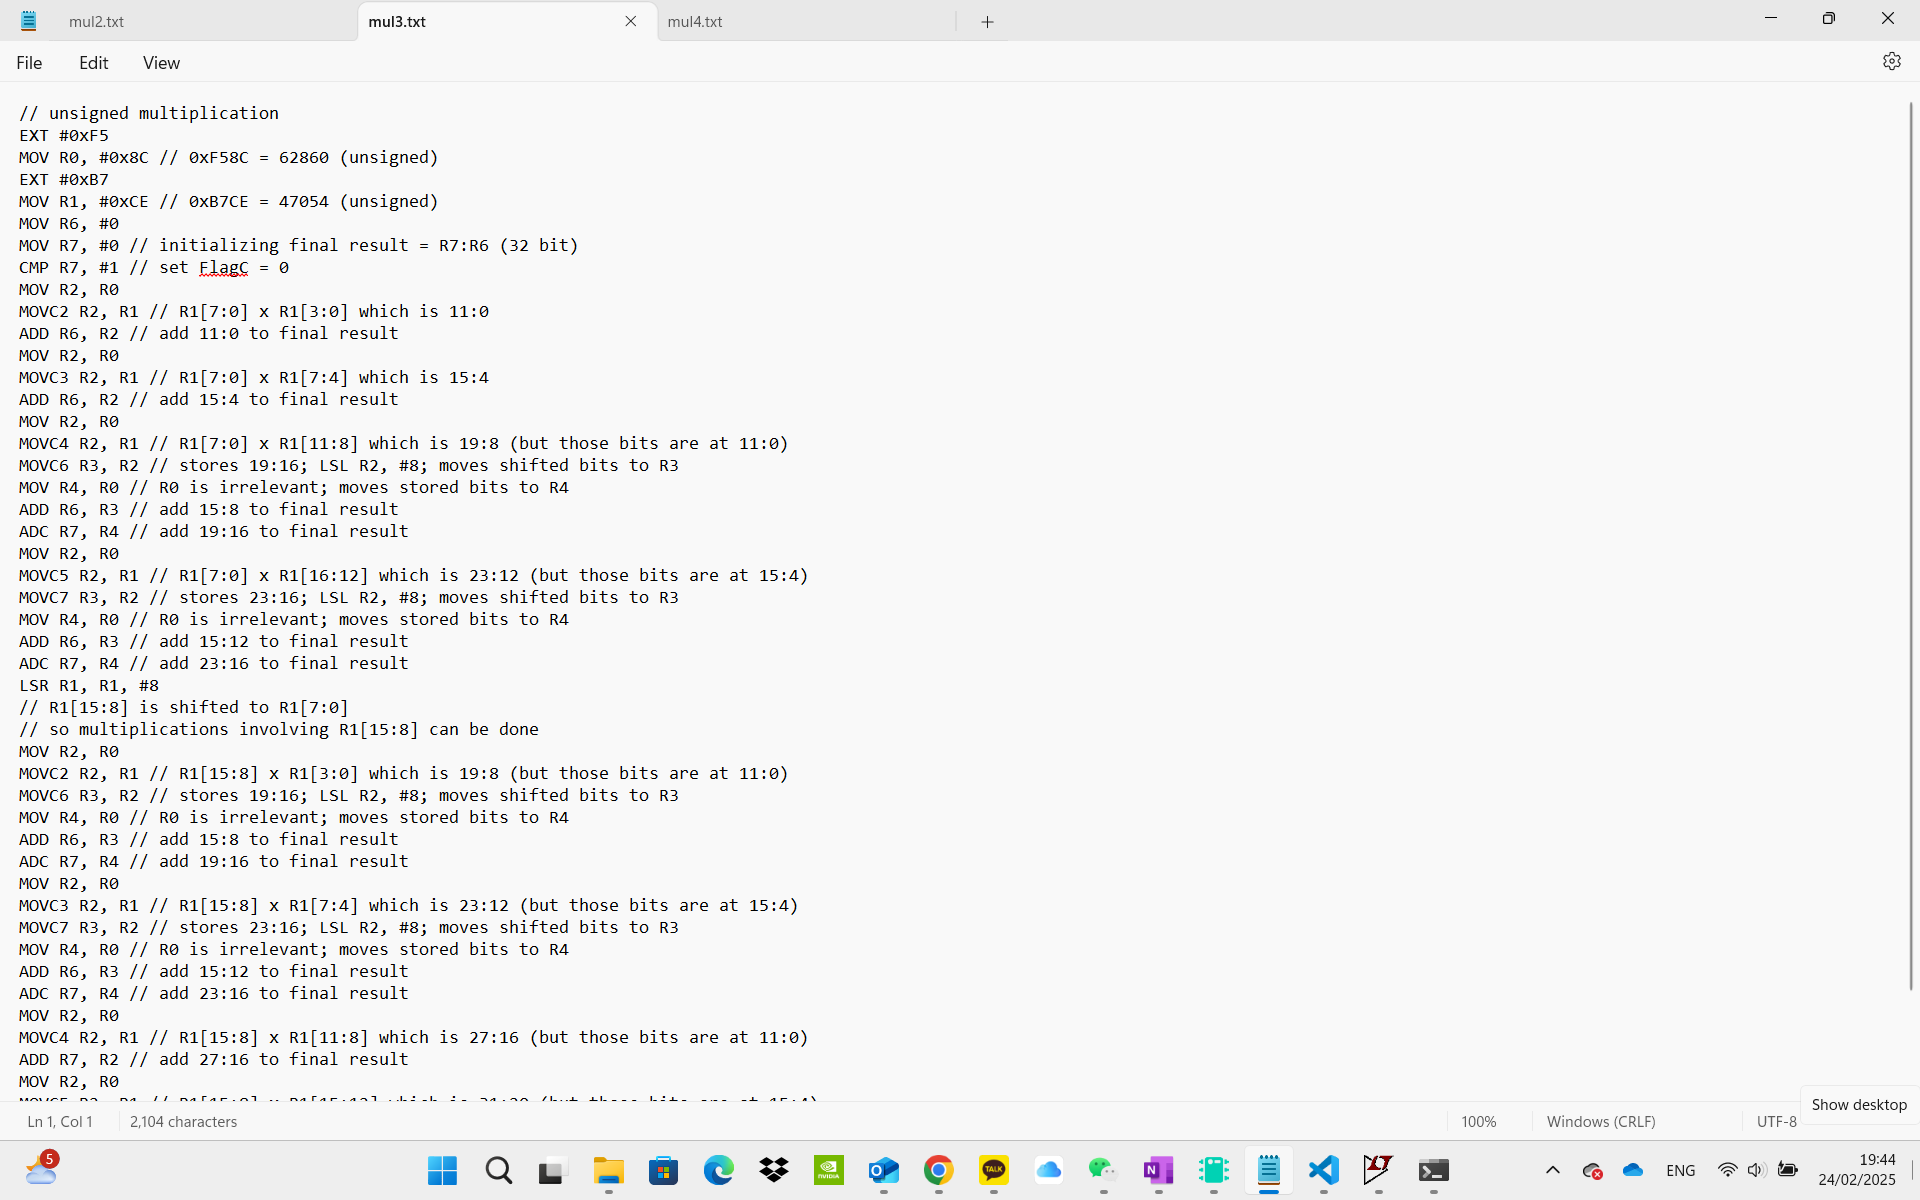 mul2.txt
mul3.txt
mul4.txt
File Edit View
// unsigned multiplication
EXT #0xF5
MOV R0, #0x8C // 0xF58C = 62860 (unsigned)
EXT #0xB7
MOV R1, #0xCE // 0xB7CE = 47054 (unsigned)
MOV R6, #0
MOV R7, #0 // initializing final result = R7:R6 (32 bit)
CMP R7, #1 // set FlagC = 0
MOV R2, R0
MOVC2 R2, R1 // R1[7:0] x R1[3:0] which is 11:0
ADD R6, R2 // add 11:0 to final result
MOV R2, R0
MOVC3 R2, R1 // R1[7:0] x R1[7:4] which is 15:4
ADD R6, R2 // add 15:4 to final result
MOV R2, R0
MOVC4 R2, R1 // R1[7:0] x R1[11:8] which is 19:8 (but those bits are at 11:0)
MOVC6 R3, R2 // stores 19:16; LSL R2, #8; moves shifted bits to R3
MOV R4, R0 // R0 is irrelevant; moves stored bits to R4
ADD R6, R3 // add 15:8 to final result
ADC R7, R4 // add 19:16 to final result
MOV R2, R0
MOVC5 R2, R1 // R1[7:0] x R1[16:12] which is 23:12 (but those bits are at 15:4)
MOVC7 R3, R2 // stores 23:16; LSL R2, #8; moves shifted bits to R3
MOV R4, R0 // R0 is irrelevant; moves stored bits to R4
ADD R6, R3 // add 15:12 to final result
ADC R7, R4 // add 23:16 to final result
LSR R1, R1, #8
// R1[15:8] is shifted to R1[7:0]
// so multiplications involving R1[15:8] can be done
MOV R2, R0
MOVC2 R2, R1 // R1[15:8] x R1[3:0] which is 19:8 (but those bits are at 11:0)
MOVC6 R3, R2 // stores 19:16; LSL R2, #8; moves shifted bits to R3
MOV R4, R0 // R0 is irrelevant; moves stored bits to R4
ADD R6, R3 // add 15:8 to final result
ADC R7, R4 // add 19:16 to final result
MOV R2, R0
MOVC3 R2, R1 // R1[15:8] x R1[7:4] which is 23:12 (but those bits are at 15:4)
MOVC7 R3, R2 // stores 23:16; LSL R2, #8; moves shifted bits to R3
MOV R4, R0 // R0 is irrelevant; moves stored bits to R4
ADD R6, R3 // add 15:12 to final result
ADC R7, R4 // add 23:16 to final result
MOV R2, R0
MOVC4 R2, R1 // R1[15:8] x R1[11:8] which is 27:16 (but those bits are at 11:0)
ADD R7, R2 // add 27:16 to final result
MOV R2, R0
MOVC5 R2, R1 // R1[15:8] x R1[15:12] which is 31:20 (but those bits are at 15:4)
Ln 1, Col 1
2,104 characters
100%
Windows (CRLF)
UTF-8
Show desktop
5
NVIDIA
TALK
ENG
19:44
24/02/2025